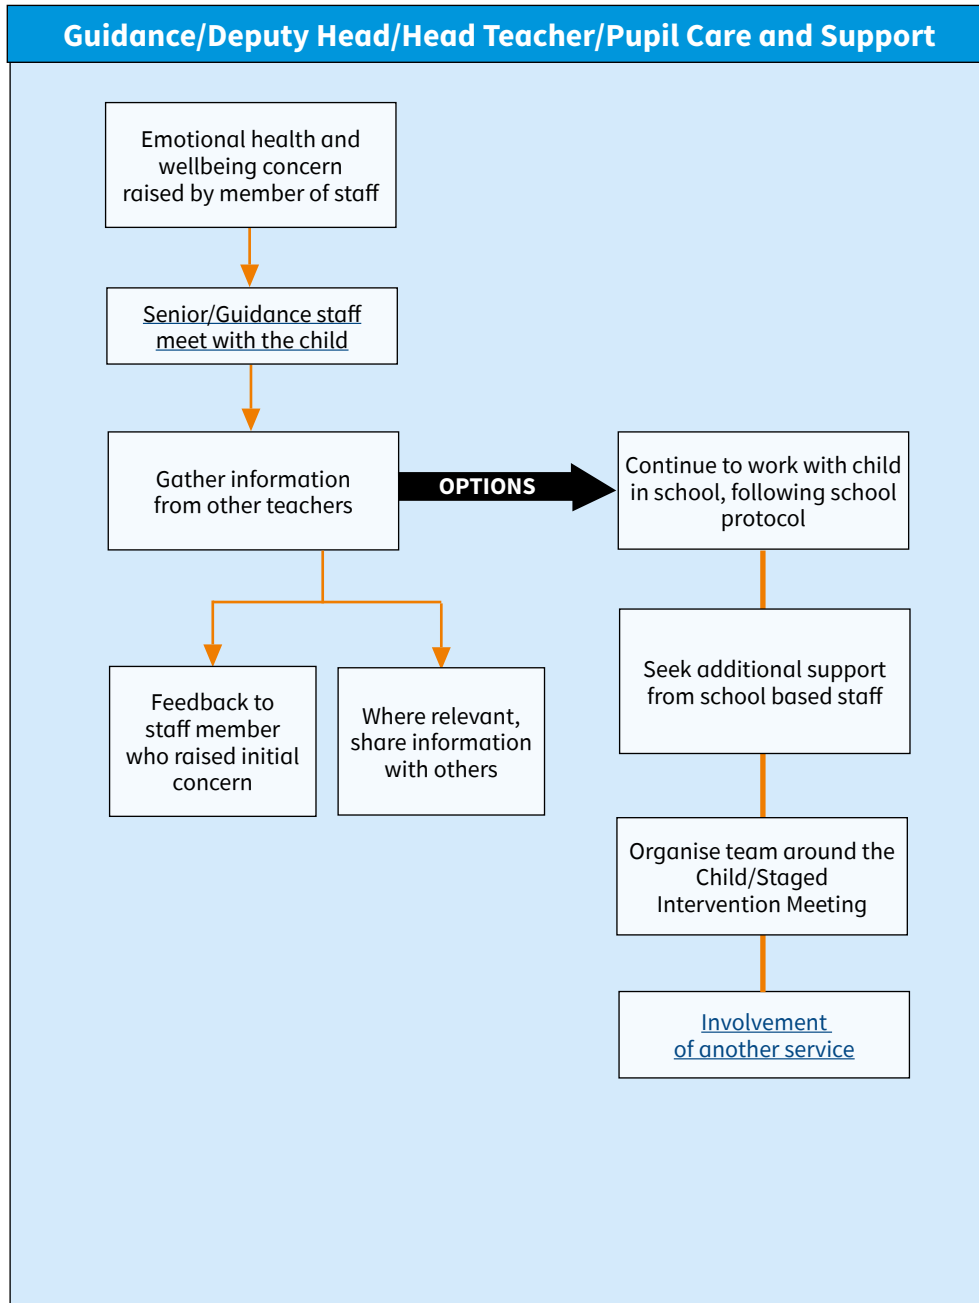 Guidance/Deputy Head/Head Teacher/Pupil Care and Support
Emotional health and
wellbeing concern
raised by member of staff
Senior/Guidance staff
meet with the child
Gather information
from other teachers
OPTIONS
Continue to work with child
in school, following school
protocol
Feedback to
staff member
who raised initial
concern
Where relevant,
share information
with others
Seek additional support
from school based staff
Organise team around the
Child/Staged
Intervention Meeting
Involvement
of another service